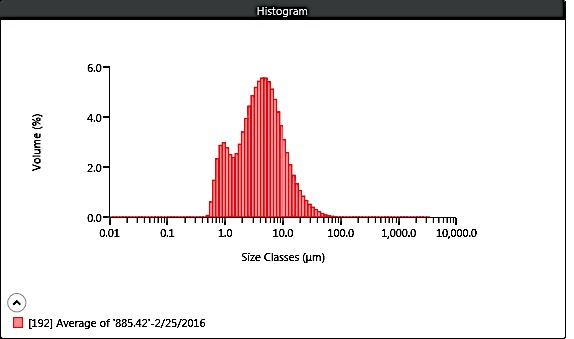 Histogram
6.0
4.0
2.0
0.0
Volume (%)
0.01 0.1 1.0 10.0 100.0 1,000.0 10,000.0
Size Classes (µm)
[192] Average of '885.42'-2/25/2016